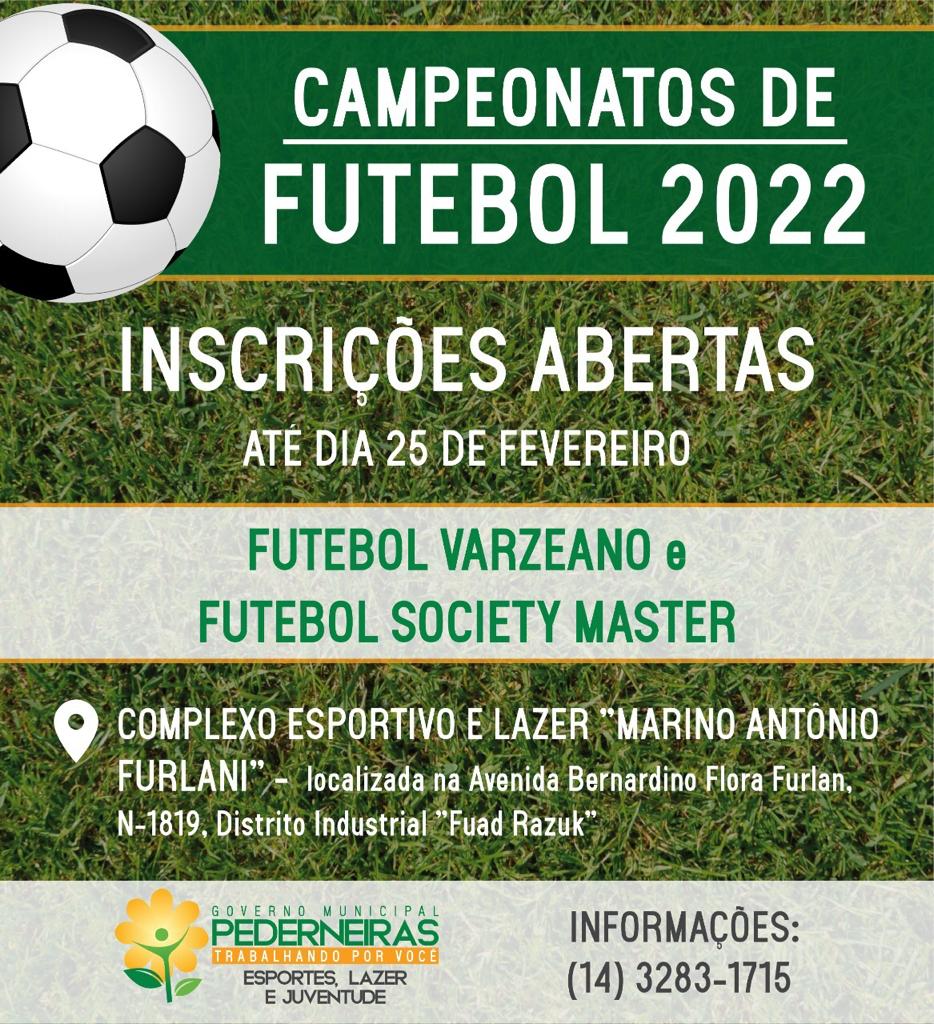 CAMPEONATOS DE
FUTEBOL 2022
INSCRIÇÕES ABERTAS
ATÉ DIA 25 DE FEVEREIRO
FUTEBOL VARZEANO e
FUTEBOL SOCIETY MASTER
COMPLEXO ESPORTIVO E LAZER "MARINO ANTÔNIO
FURLANI" - localizada na Avenida Bernardino Flora Furlan,
N-1819, Distrito Industrial "Fuad Razuk"
GOVERNO MUNICIPAL
PEDERNEIRAS
TRABALHANDO POR VOCÊ
ESPORTES, LAZER
E JUVENTUDE
INFORMAÇÕES:
(14) 3283-1715